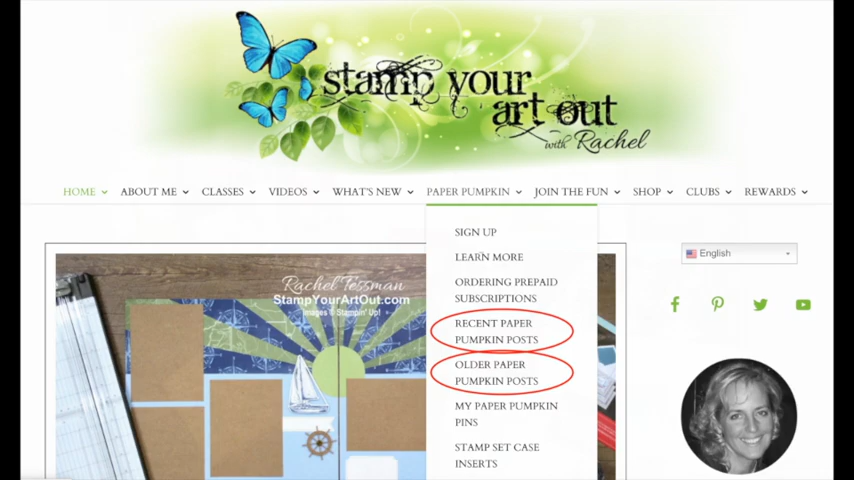 stamp your
art out
with Rachel
HOME ABOUT ME CLASSES VIDEOS WHAT'S NEW PAPER PUMPKIN JOIN THE FUN SHOP CLUBS REWARDS
SIGN UP
LEARN MORE
ORDERING PREPAID
SUBSCRIPTIONS
RECENT PAPER
PUMPKIN POSTS
OLDER PAPER
PUMPKIN POSTS
MY PAPER PUMPKIN
PINS
STAMP SET CASE
INSERTS
Rachel Tessman
StampYourArtOut.com
Images © Stampin' Up!
English